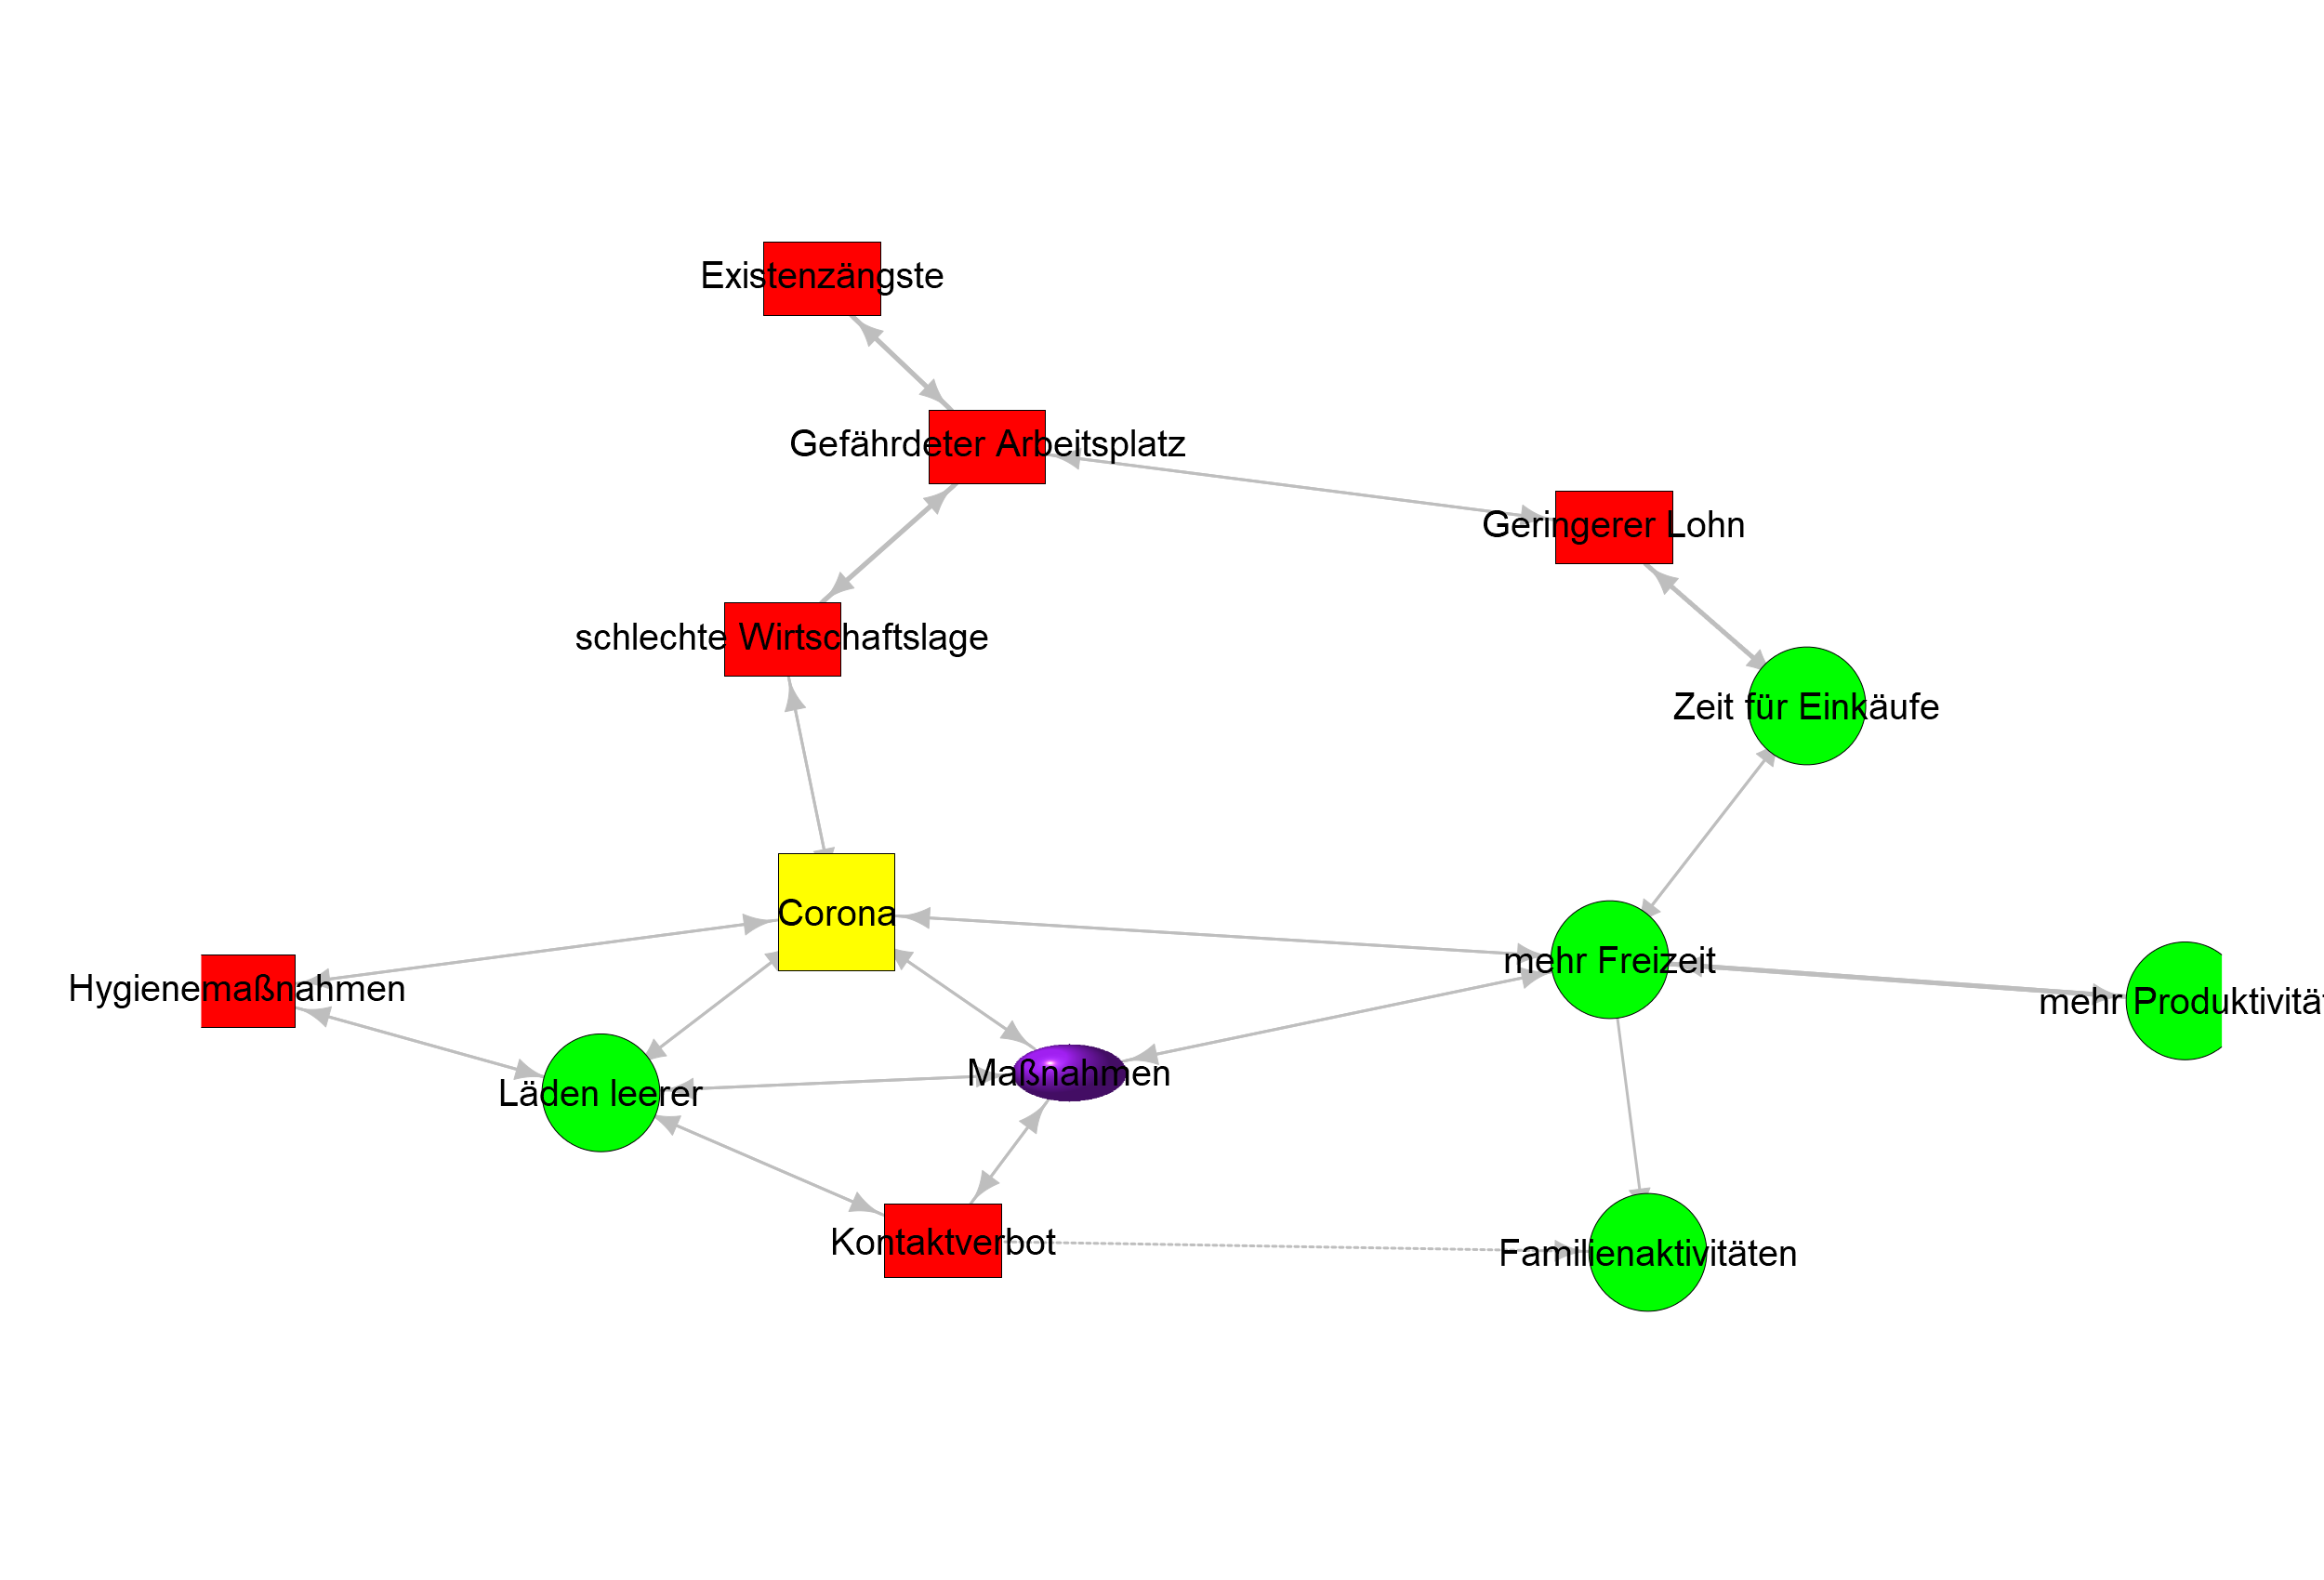 Existenzängste
Gefährdeter Arbeitsplatz
Geringerer Lohn
schlechte Wirtschaftslage
Zeit für Einkäufe
Corona
mehr Freizeit
Hygienemaßnahmen
mehr Produktivitä
Maßnahmen
Läden leerer
Kontaktverbot
Familienaktivitäten